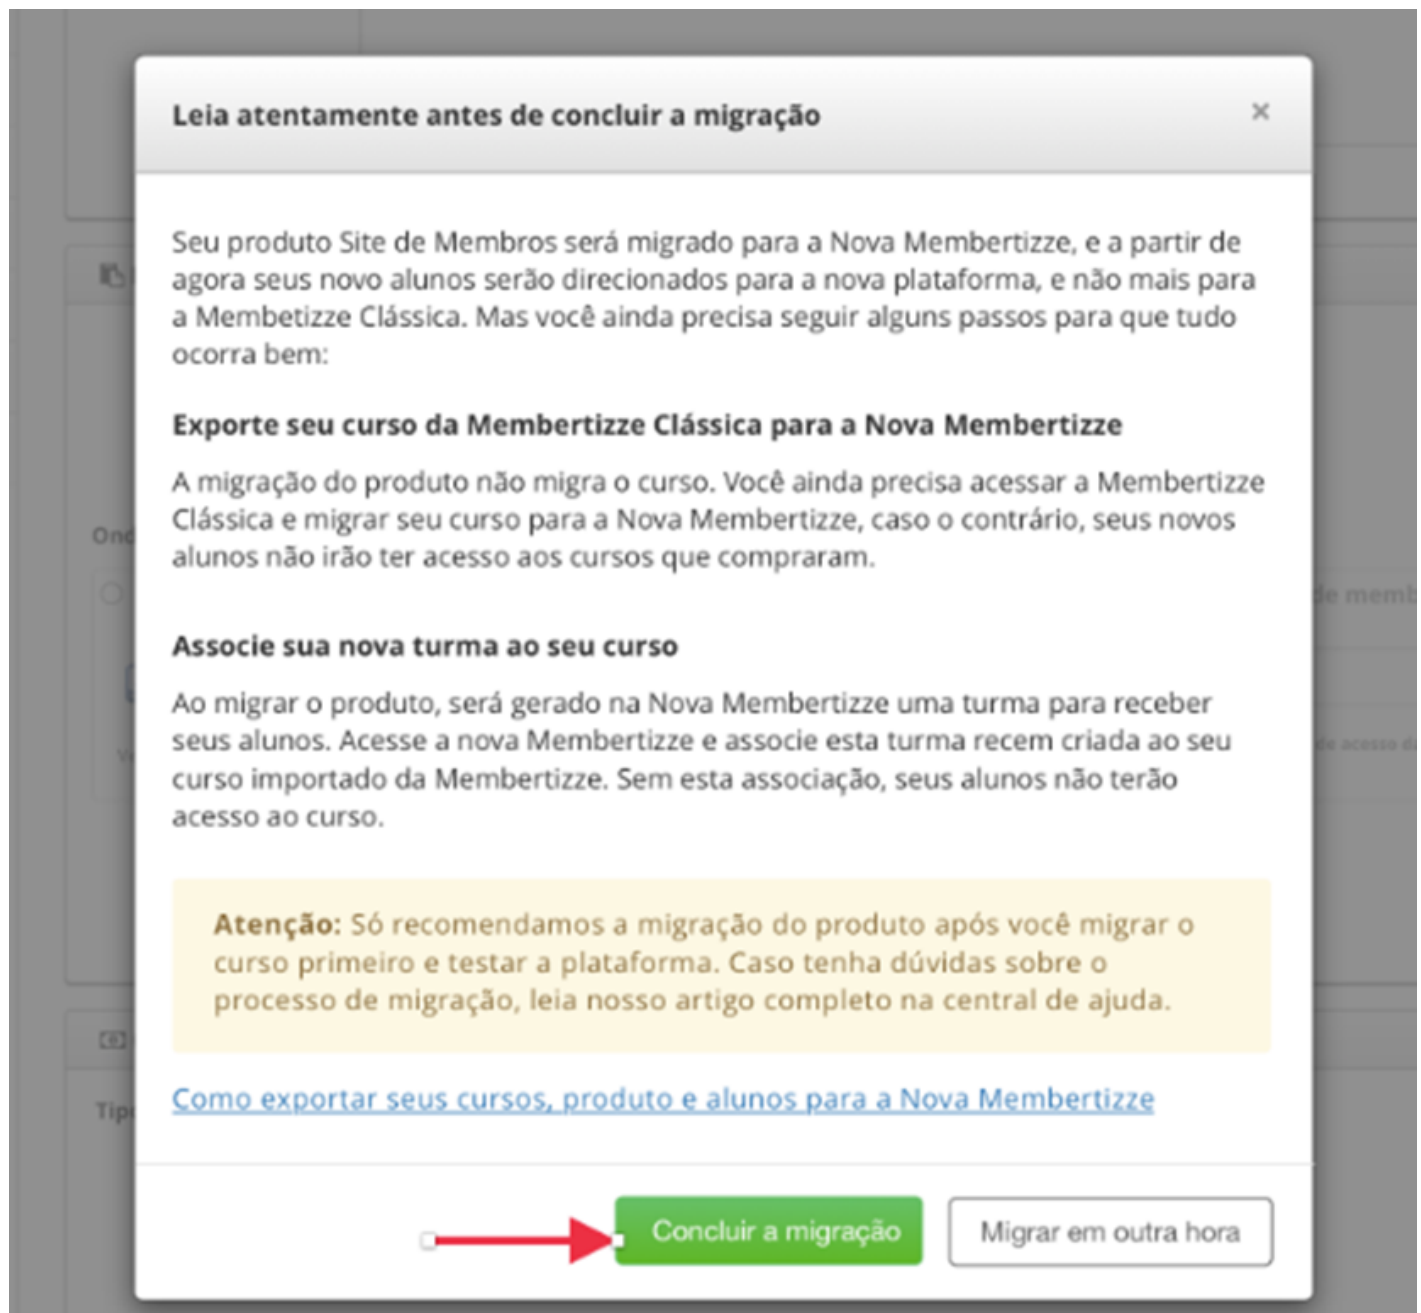 Leia atentamente antes de concluir a migração
×
Seu produto Site de Membros será migrado para a Nova Membertizze, e a partir de
agora seus novo alunos serão direcionados para a nova plataforma, e não mais para
a Membetizze Clássica. Mas você ainda precisa seguir alguns passos para que tudo
ocorra bem:
Exporte seu curso da Membertizze Clássica para a Nova Membertizze
A migração do produto não migra o curso. Você ainda precisa acessar a Membertizze
Clássica e migrar seu curso para a Nova Membertizze, caso o contrário, seus novos
alunos não irão ter acesso aos cursos que compraram.
Ond
de memb
Associe sua nova turma ao seu curso
Ao migrar o produto, será gerado na Nova Membertizze uma turma para receber
seus alunos. Acesse a nova Membertizze e associe esta turma recem criada ao seu
curso importado da Membertizze. Sem esta associação, seus alunos não terão
acesso ao curso.
de acesso da
Atenção: Só recomendamos a migração do produto após você migrar o
curso primeiro e testar a plataforma. Caso tenha dúvidas sobre o
processo de migração, leia nosso artigo completo na central de ajuda.
Como exportar seus cursos, produto e alunos para a Nova Membertizze
Tipo
Concluir a migração
Migrar em outra hora